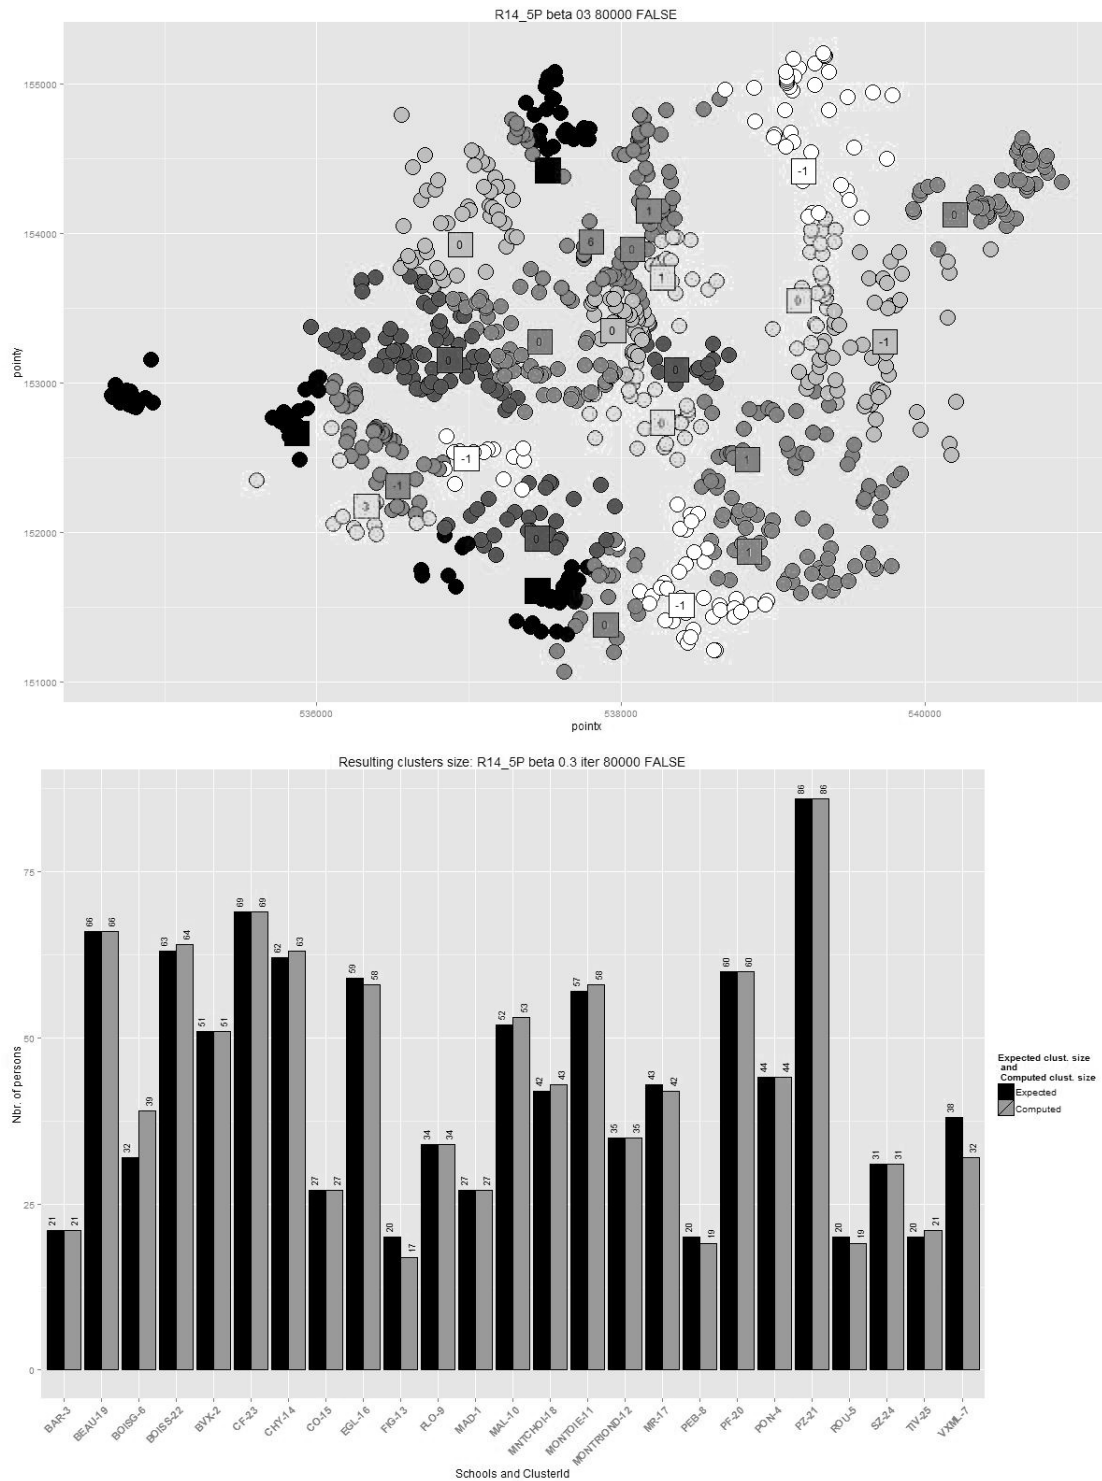 R14_5P beta 03 80000 FALSE
155000
154000
153000
152000
151000
pointy
-1
1
0
0
6
0
0
1
0
0
0
-1
0
0
0
-1
1
-1
3
0
1
-1
0
536000
538000
540000
pointx
Resulting clusters size: R14_5P beta 0.3 iter 80000 FALSE
75
50
25
0
Nbr. of persons
21 21
66 66
32 39
63 64
51 51
69 69
62 63
27 27
59 58
20 17
34 34
27 27
52 53
42 43
57 58
35 35
43 42
20 19
60 60
44 44
86 86
20 19
31 31
20 21
38 32
Expected clust. size
and
Computed clust. size
Expected
Computed
BAR-3
BEAU-19
BOISG-6
BOISS-22
BVX-2
CF-23
CHY-14
CO-15
EGL-16
FIG-13
FLO-9
MAD-1
MAL-10
MNTCHOI-18
MONTOIE-11
MONTRIOND-12
MR-17
PEB-8
PF-20
PON-4
PZ-21
ROU-5
SZ-24
TIV-25
VXML-7
Schools and ClusterId